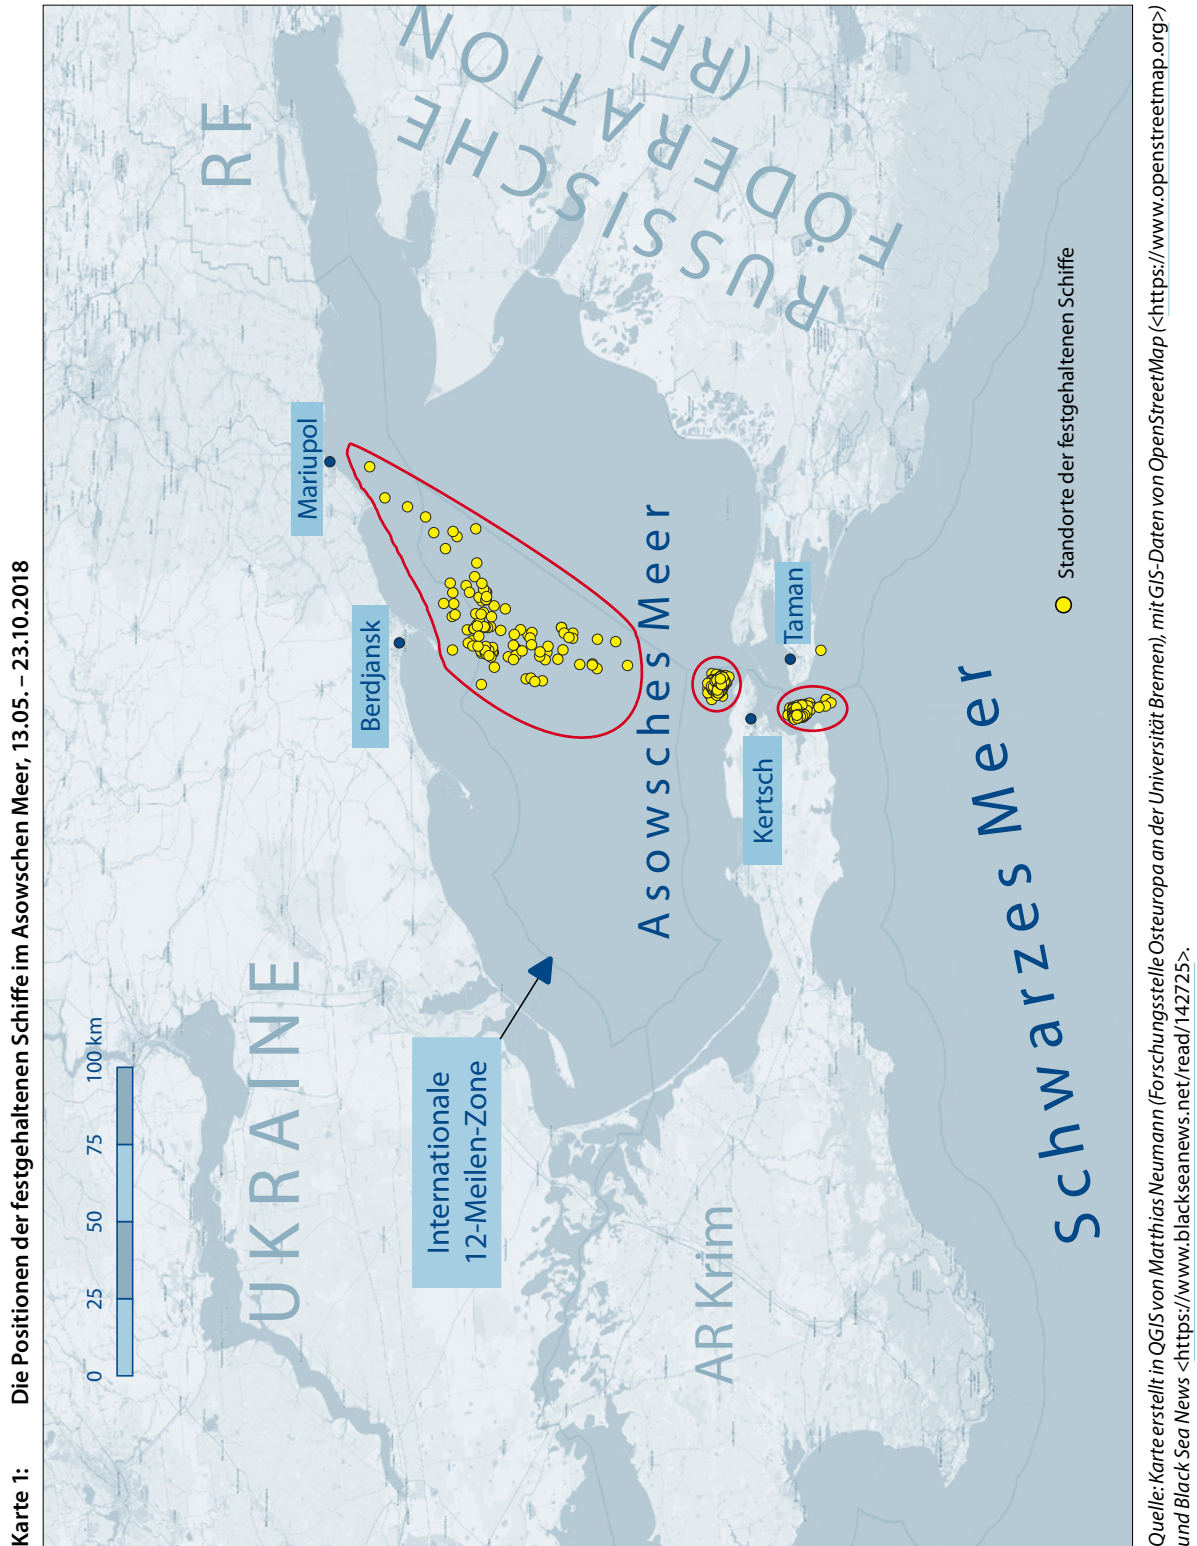 Karte 1: Die Positionen der festgehaltenen Schiffe im Asowschen Meer, 13.05. – 23.10.2018
0 25 50 75 100 km
UKRAINE
RF
RUSSISCHE
FÖDERATION
(RF)
Mariupol
Berdjansk
Internationale
12-Meilen-Zone
Asowsches Meer
AR Krim
Kertsch
Taman
Schwarzes Meer
Standorte der festgehaltenen Schiffe
Quelle: Karte erstellt in QGIS von Matthias Neumann (Forschungsstelle Osteuropa an der Universität Bremen), mit GIS-Daten von OpenStreetMap (<https://www.openstreetmap.org>)
und Black Sea News <https://www.blackseanews.net/read/142725>.